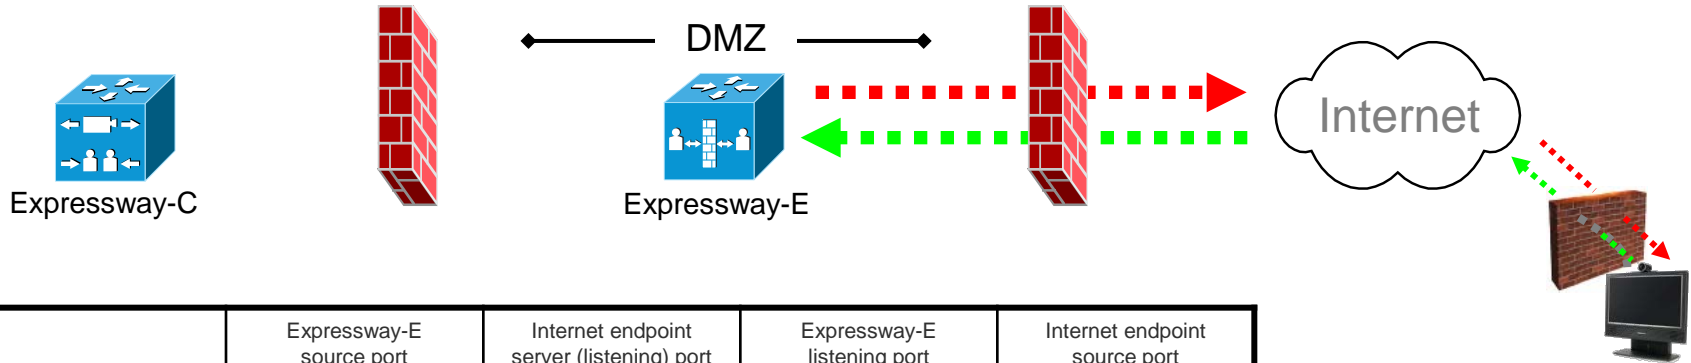 DMZ
Internet
Expressway-C
Expressway-E
Expressway-E
source port
Internet endpoint
server (listening) port
Expressway-E
listening port
Internet endpoint
source port